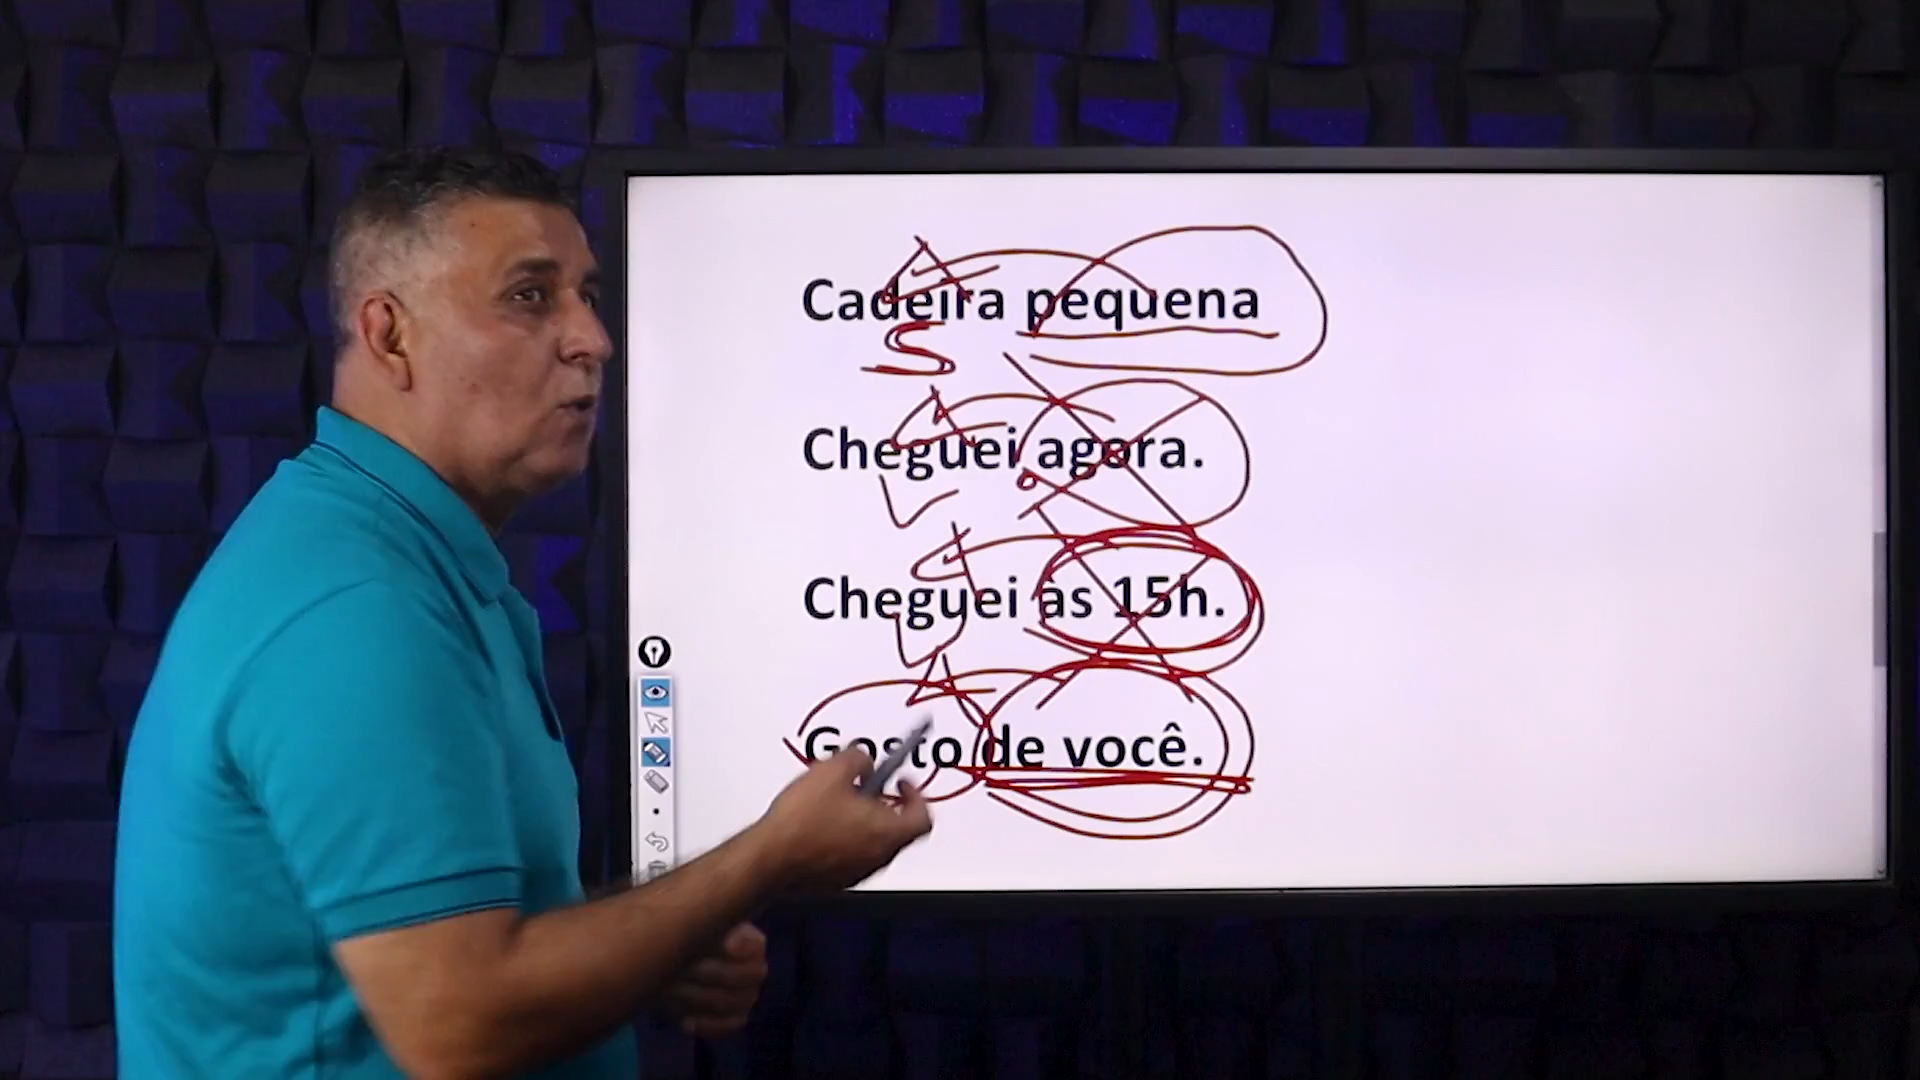 Cadeira pequena
S
Cheguei agora.
Cheguei às 15h.
Gosto de você.